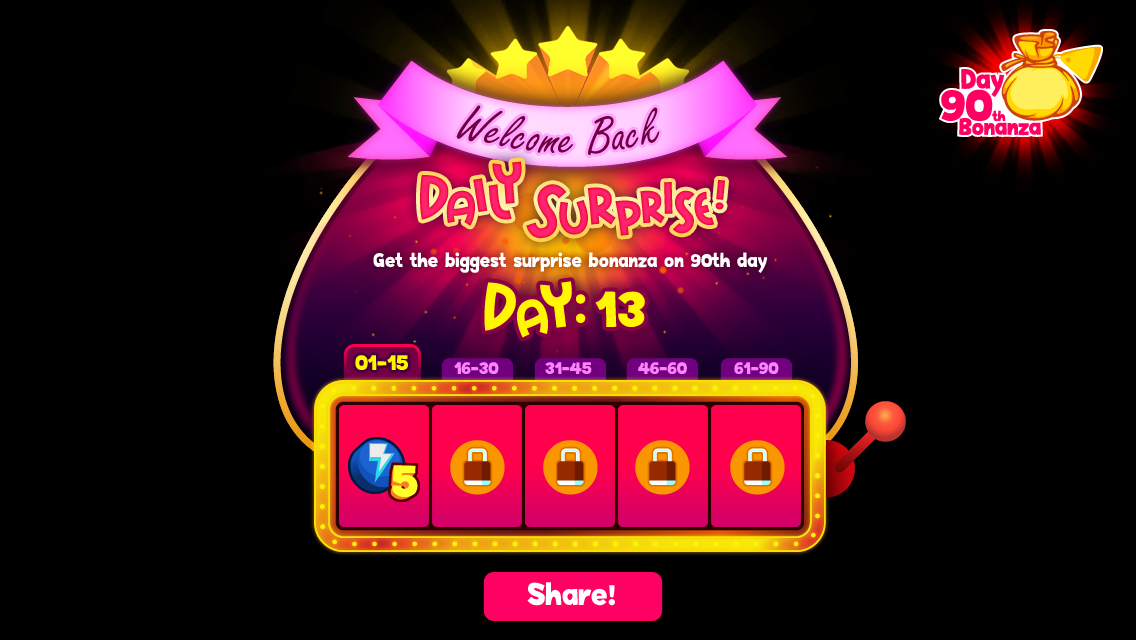 Welcome Back
Day
90th
Bonanza
DAILY SURPRISE!
Get the biggest surprise bonanza on 90th day
DAY: 13
01-15
16-30
31-45
46-60
61-90
5
Share!